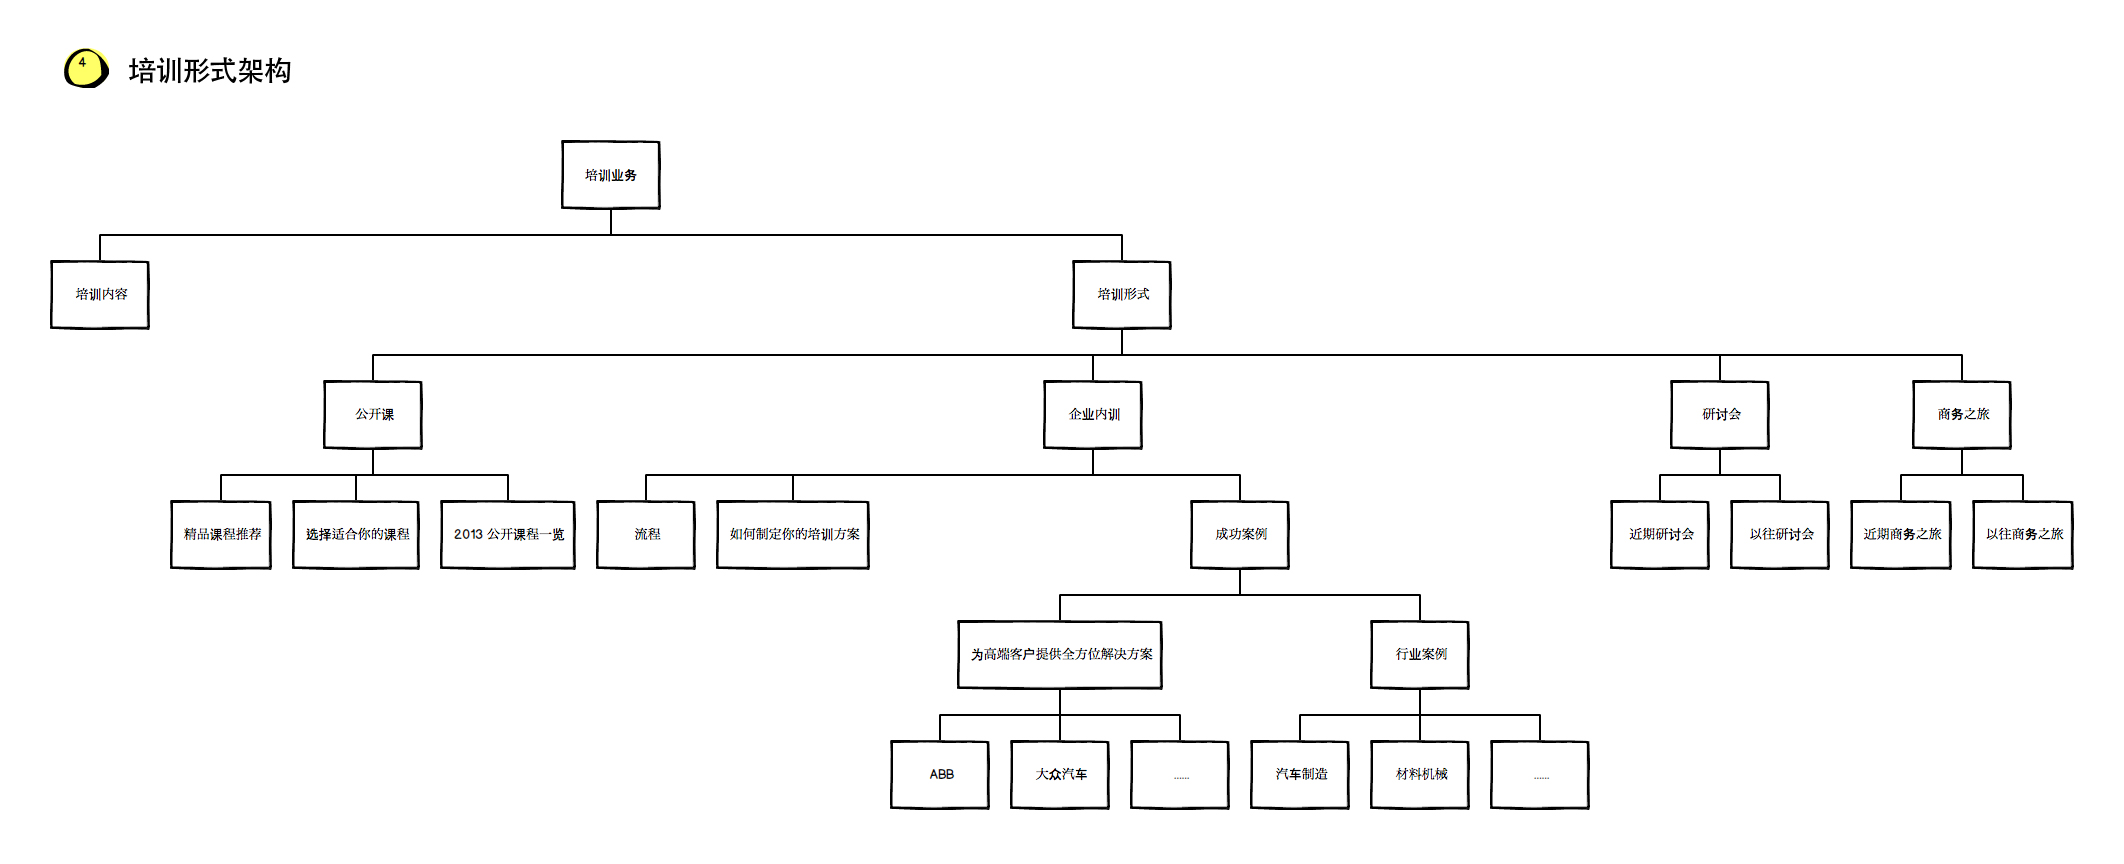 4
培训形式架构
培训业务
培训内容
培训形式
公开课
企业内训
研讨会
商务之旅
精品课程推荐
选择适合你的课程
2013 公开课程一览
流程
如何制定你的培训方案
成功案例
近期研讨会
以往研讨会
近期商务之旅
以往商务之旅
为高端客户提供全方位解决方案
行业案例
ABB
大众汽车
......
汽车制造
材料机械
......